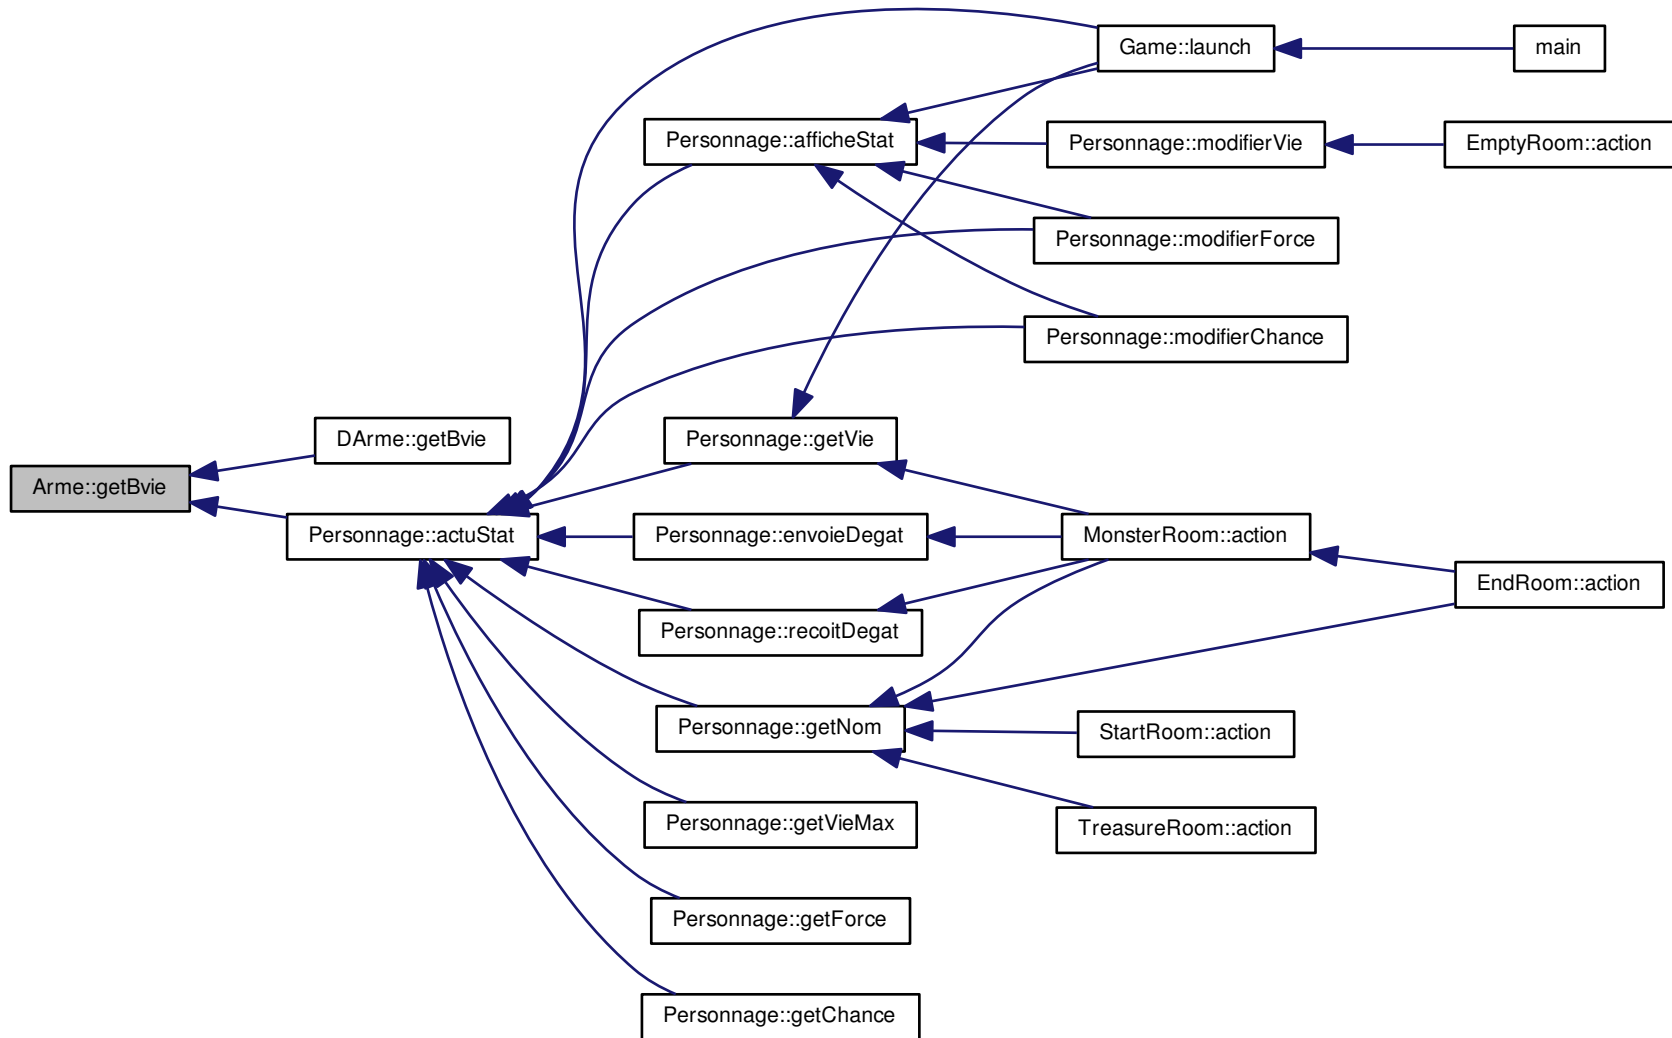 Game::launch
main
Personnage::afficheStat
Personnage::modifierVie
EmptyRoom::action
Personnage::modifierForce
Personnage::modifierChance
DArme::getBvie
Personnage::getVie
Arme::getBvie
Personnage::actuStat
Personnage::envoieDegat
MonsterRoom::action
EndRoom::action
Personnage::recoitDegat
Personnage::getNom
StartRoom::action
Personnage::getVieMax
TreasureRoom::action
Personnage::getForce
Personnage::getChance